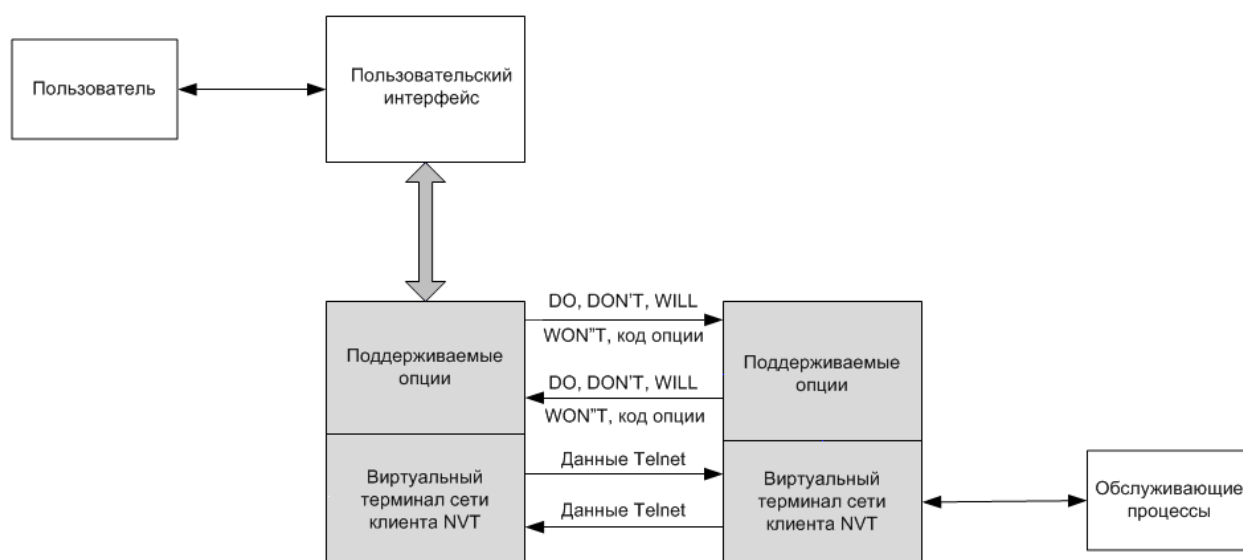 Пользователь
Пользовательский
интерфейс
DO, DON'T, WILL
WON"T, код опции
Поддерживаемые
опции
DO, DON'T, WILL
WON"T, код опции
Поддерживаемые
опции
Данные Telnet
Виртуальный
терминал сети
клиента NVT
Данные Telnet
Виртуальный
терминал сети
клиента NVT
Обслуживающие
процессы